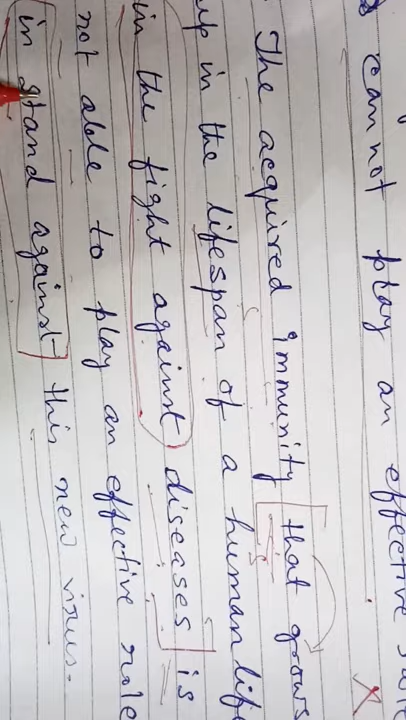 cannot play an effective
The acquired immunity that grows
up in the lifespan of a human life
in the fight against diseases is
not able to play an effective role
in stand against this new virus.